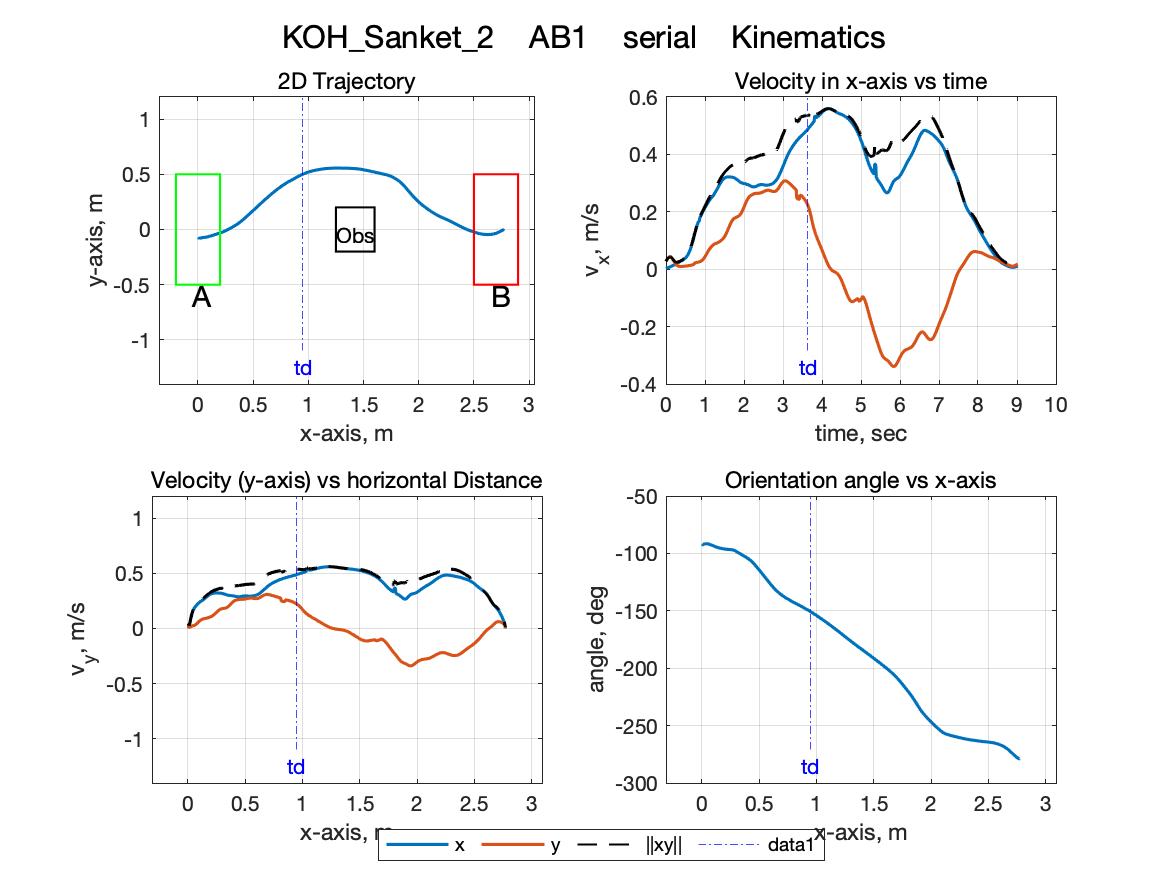 KOH_Sanket_2 AB1 serial Kinematics
2D Trajectory
1
0.5
0
-0.5
-1
y-axis, m
A
Obs
B
td
0 0.5 1 1.5 2 2.5 3
x-axis, m
Velocity in x-axis vs time
0.6
0.4
0.2
0
-0.2
-0.4
v_x, m/s
td
0 1 2 3 4 5 6 7 8 9 10
time, sec
Velocity (y-axis) vs horizontal Distance
1
0.5
0
-0.5
-1
v_y, m/s
td
0 0.5 1 1.5 2 2.5 3
x-axis, m
Orientation angle vs x-axis
-50
-100
-150
-200
-250
-300
angle, deg
td
0 0.5 1 1.5 2 2.5 3
x-axis, m
x y ||xy|| data1